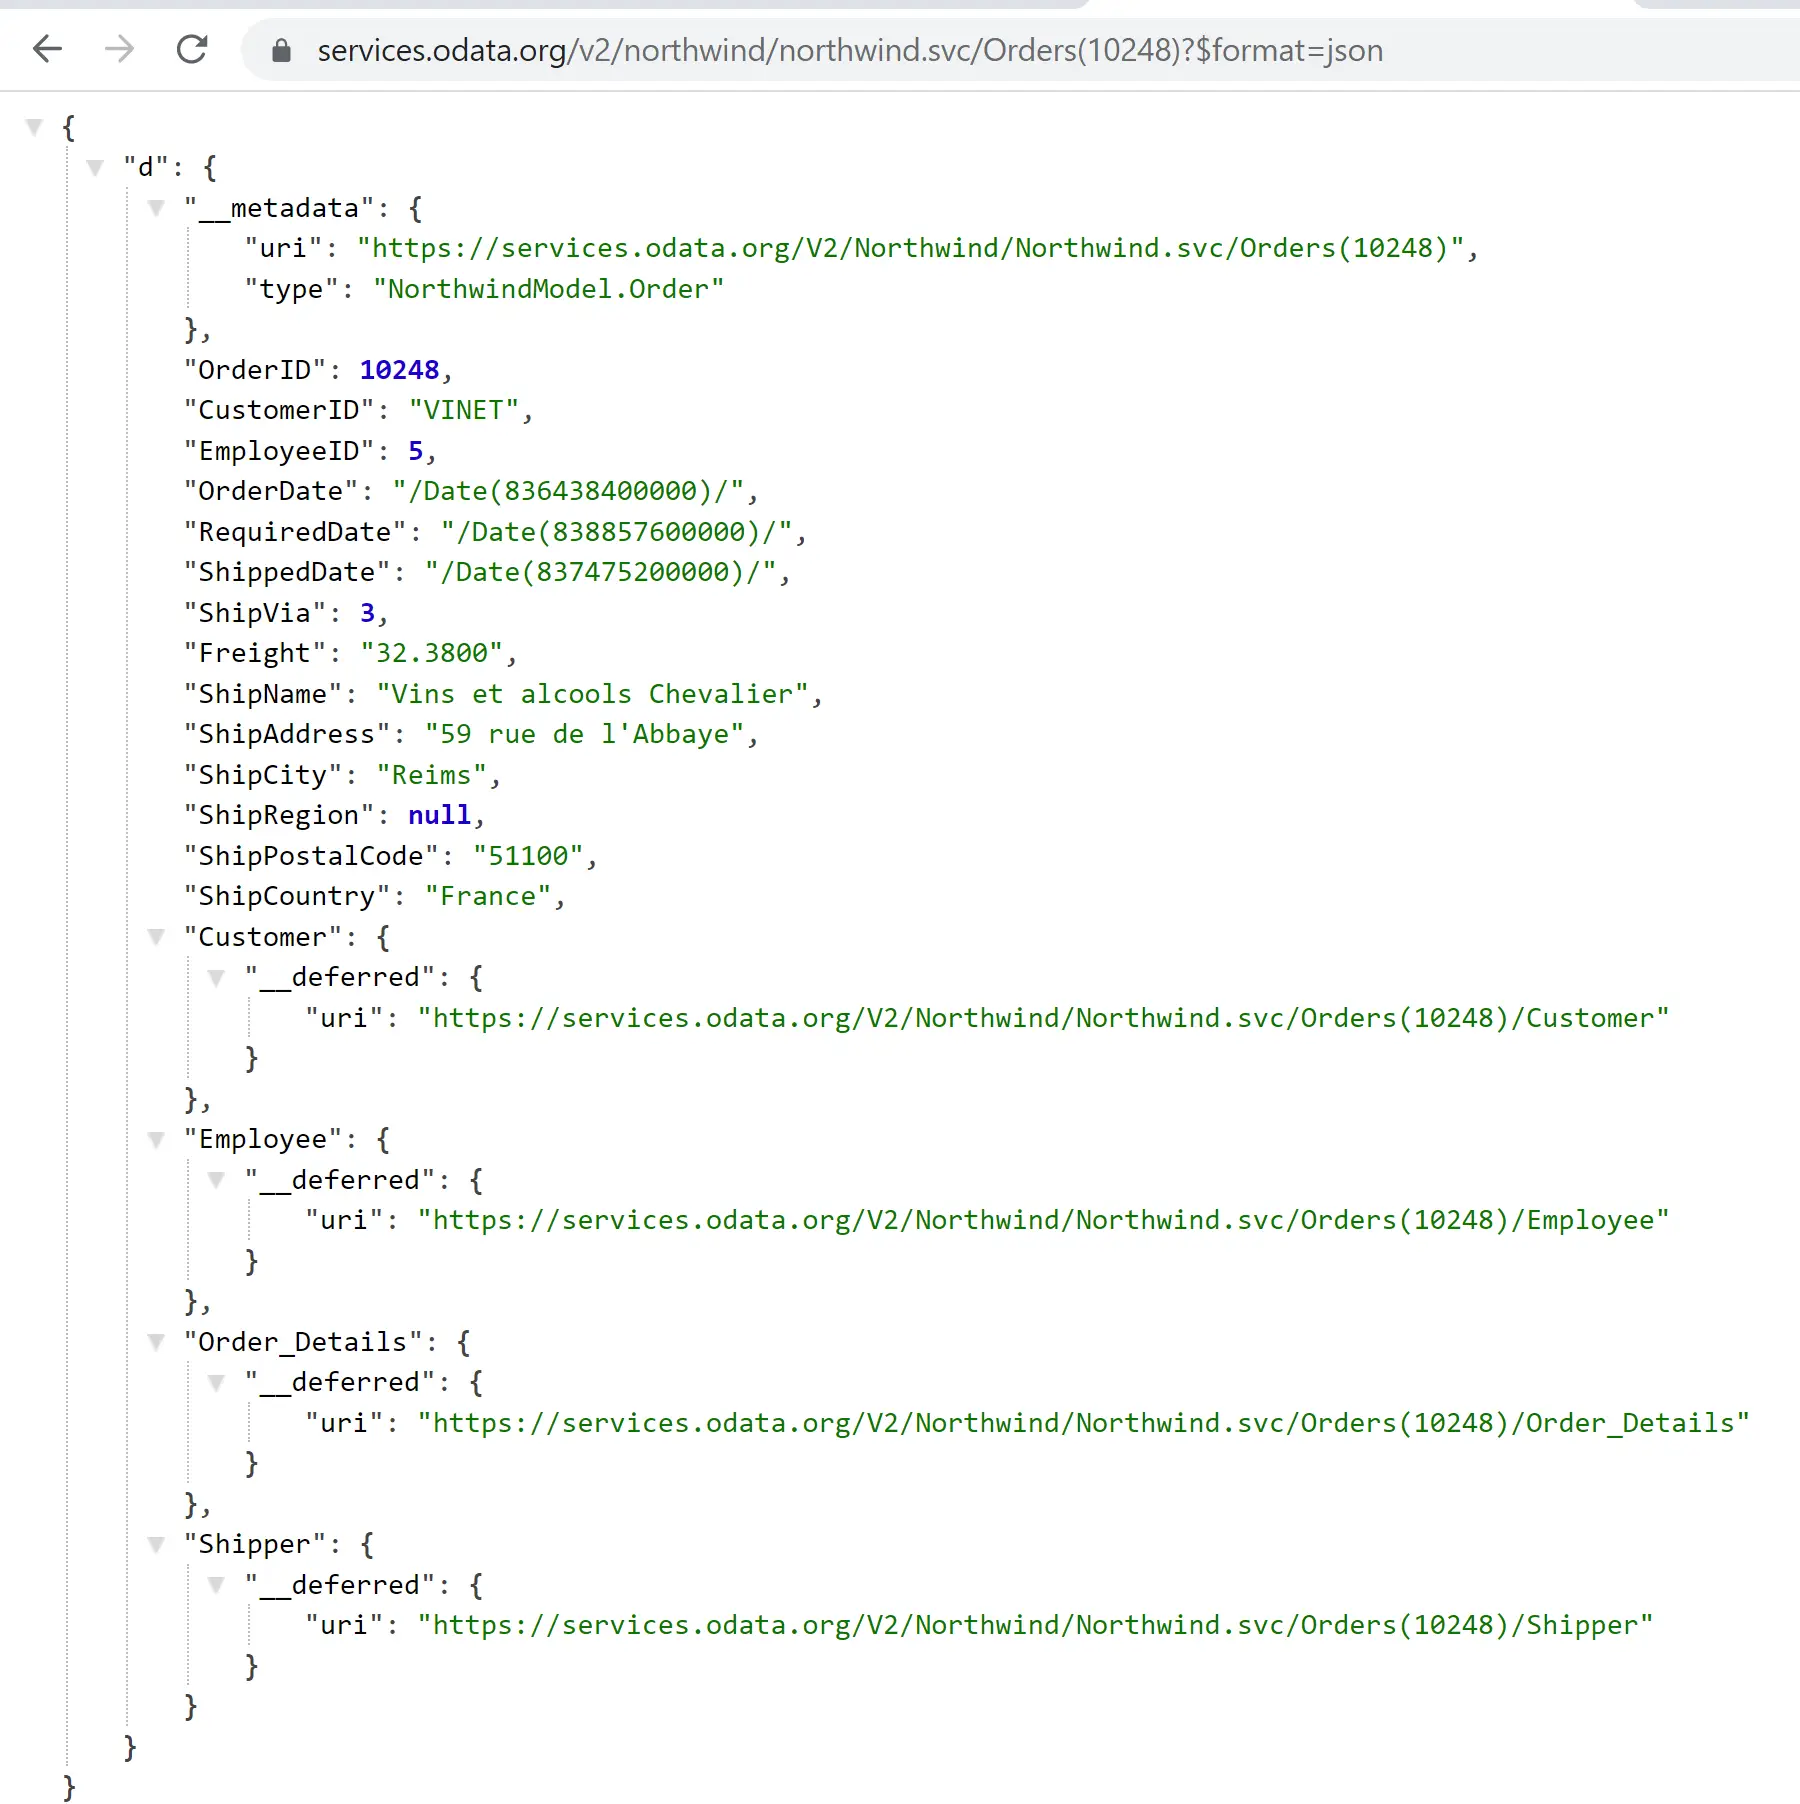 services.odata.org/v2/northwind/northwind.svc/Orders(10248)?$format=json
{
"d": {
"__metadata": {
"uri": "https://services.odata.org/V2/Northwind/Northwind.svc/Orders(10248)",
"type": "NorthwindModel.Order"
},
"OrderID": 10248,
"CustomerID": "VINET",
"EmployeeID": 5,
"OrderDate": "/Date(836438400000)/",
"RequiredDate": "/Date(838857600000)/",
"ShippedDate": "/Date(837475200000)/",
"ShipVia": 3,
"Freight": "32.3800",
"ShipName": "Vins et alcools Chevalier",
"ShipAddress": "59 rue de l'Abbaye",
"ShipCity": "Reims",
"ShipRegion": null,
"ShipPostalCode": "51100",
"ShipCountry": "France",
"Customer": {
"__deferred": {
"uri": "https://services.odata.org/V2/Northwind/Northwind.svc/Orders(10248)/Customer"
}
},
"Employee": {
"__deferred": {
"uri": "https://services.odata.org/V2/Northwind/Northwind.svc/Orders(10248)/Employee"
}
},
"Order_Details": {
"__deferred": {
"uri": "https://services.odata.org/V2/Northwind/Northwind.svc/Orders(10248)/Order_Details"
}
},
"Shipper": {
"__deferred": {
"uri": "https://services.odata.org/V2/Northwind/Northwind.svc/Orders(10248)/Shipper"
}
}
}
}